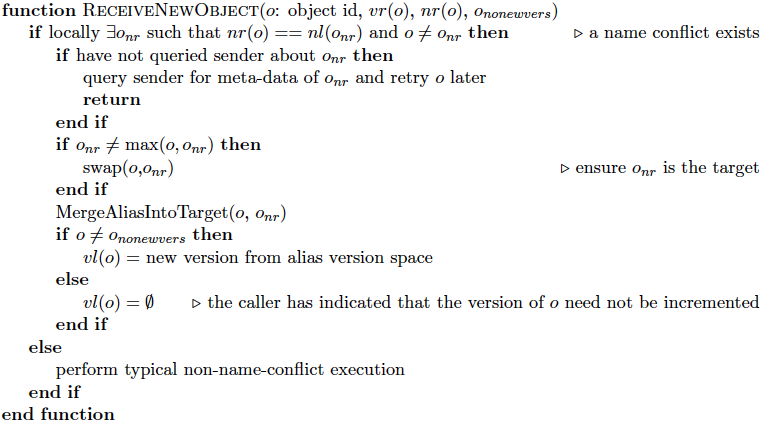 function ReceiveNewObject(o: object id, vr(o), nr(o), o_nonewvers)
if locally ∃o_nr such that nr(o) == nl(o_nr) and o ≠ o_nr then ▷ a name conflict exists
if have not queried sender about o_nr then
query sender for meta-data of o_nr and retry o later
return
end if
if o_nr ≠ max(o, o_nr) then
swap(o,o_nr) ▷ ensure o_nr is the target
end if
MergeAliasIntoTarget(o, o_nr)
if o ≠ o_nonewvers then
vl(o) = new version from alias version space
else
vl(o) = ∅ ▷ the caller has indicated that the version of o need not be incremented
end if
else
perform typical non-name-conflict execution
end if
end function